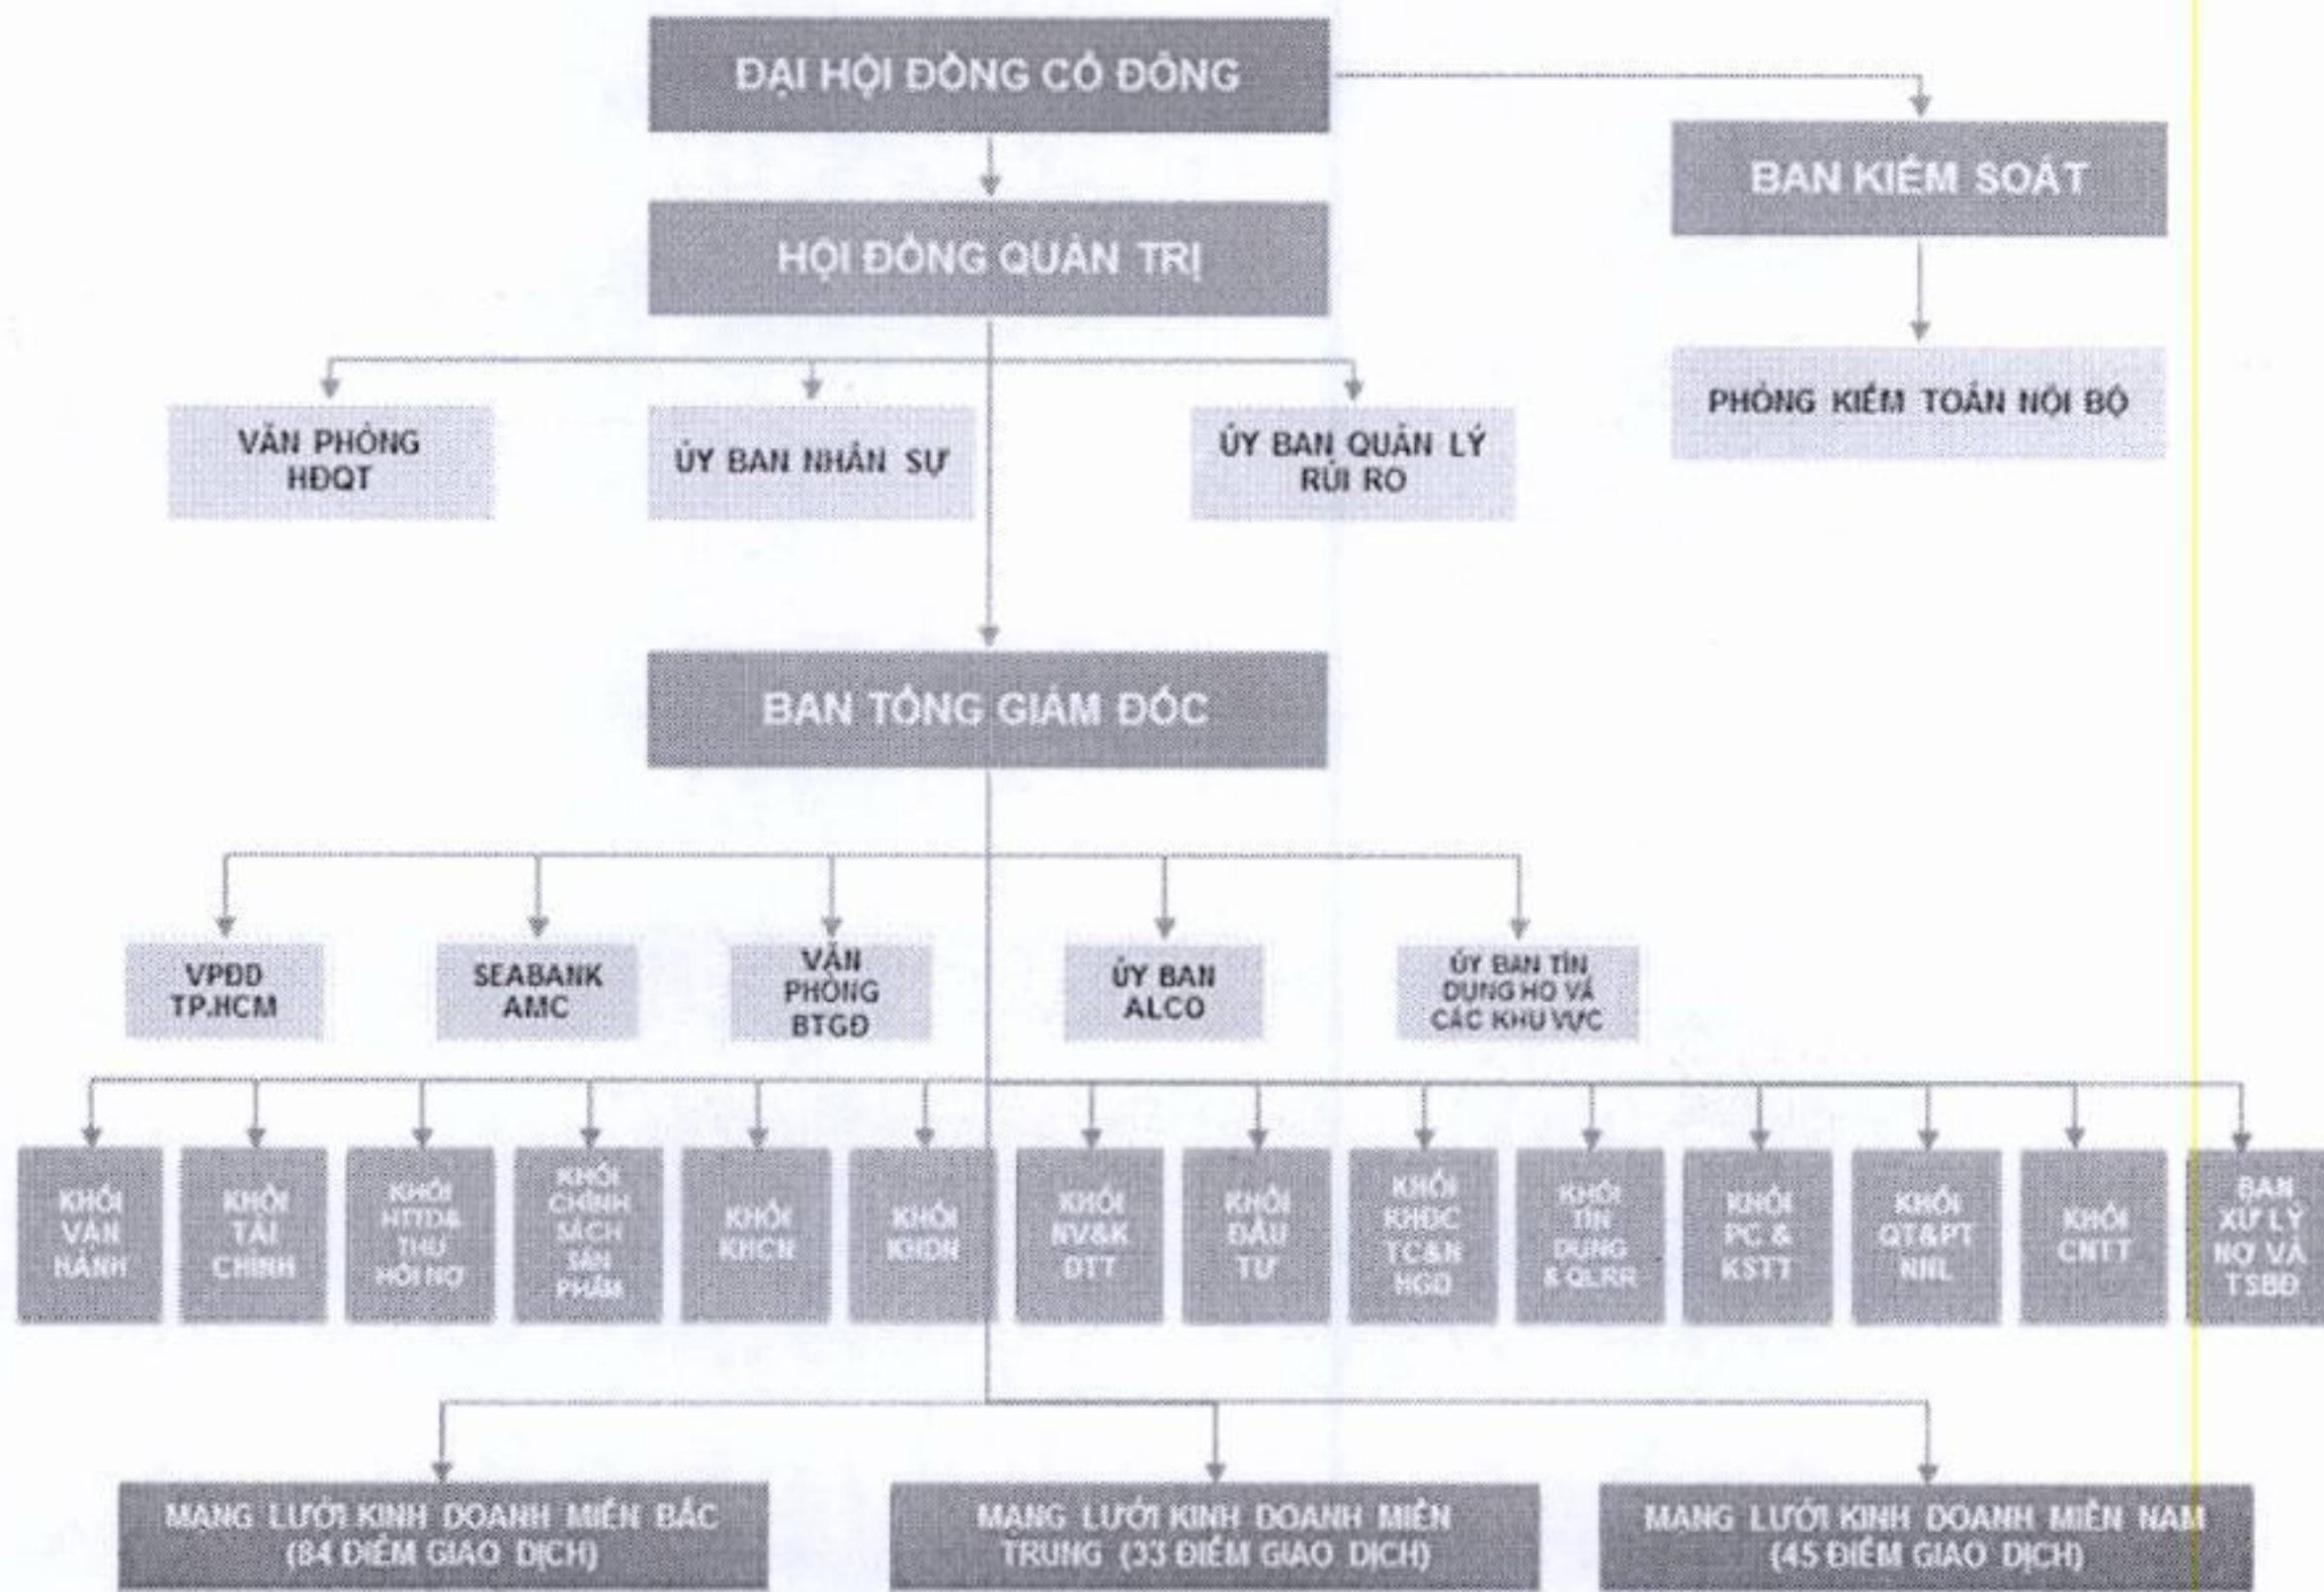 ĐẠI HỘI ĐỒNG CỔ ĐÔNG
BAN KIỂM SOÁT
HỘI ĐỒNG QUẢN TRỊ
PHÒNG KIỂM TOÁN NỘI BỘ
VĂN PHÒNG
HĐQT
ỦY BAN NHÂN SỰ
ỦY BAN QUẢN LÝ
RỦI RO
BAN TỔNG GIÁM ĐỐC
VPĐD
TP.HCM
SEABANK
AMC
VĂN
PHÒNG
BTGĐ
ỦY BAN
ALCO
ỦY BAN TÍN
DỤNG HO VÀ
CÁC KHU VỰC
KHỐI
VẬN
HÀNH
KHỐI
TÀI
CHÍNH
KHỐI
HTTD&
THU
HỒI NỢ
KHỐI
CHÍNH
SÁCH
SẢN
PHẨM
KHỐI
KHCN
KHỐI
KHDN
KHỐI
NV&K
DTT
KHỐI
ĐẦU
TƯ
KHỐI
KHĐC
TC&N
HGD
KHỐI
TÍN
DỤNG
& QLRR
KHỐI
PC &
KSTT
KHỐI
QT&PT
NNL
KHỐI
CNTT
BAN
XỬ LÝ
NỢ VÀ
TSBĐ
MẠNG LƯỚI KINH DOANH MIỀN BẮC
(84 ĐIỂM GIAO DỊCH)
MẠNG LƯỚI KINH DOANH MIỀN
TRUNG (33 ĐIỂM GIAO DỊCH)
MẠNG LƯỚI KINH DOANH MIỀN NAM
(45 ĐIỂM GIAO DỊCH)